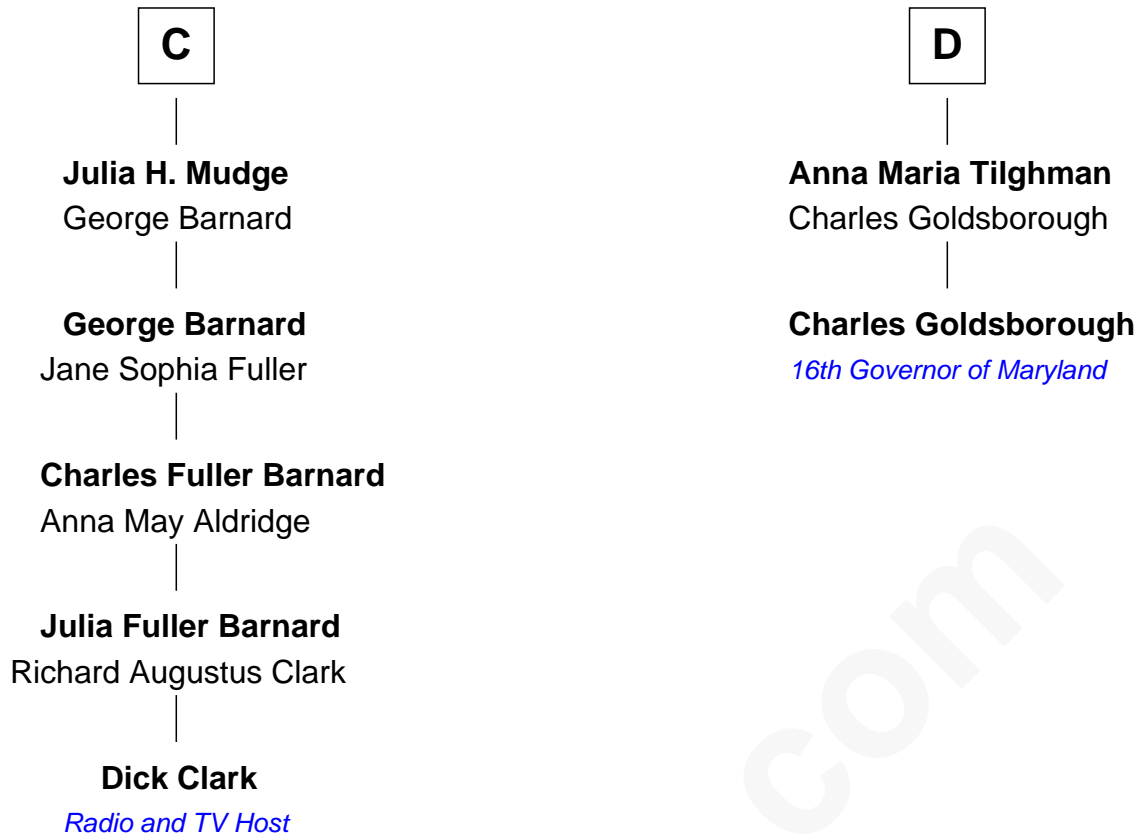 C
Julia H. Mudge
George Barnard
George Barnard
Jane Sophia Fuller
Charles Fuller Barnard
Anna May Aldridge
Julia Fuller Barnard
Richard Augustus Clark
Dick Clark
Radio and TV Host
D
Anna Maria Tilghman
Charles Goldsborough
Charles Goldsborough
16th Governor of Maryland
com